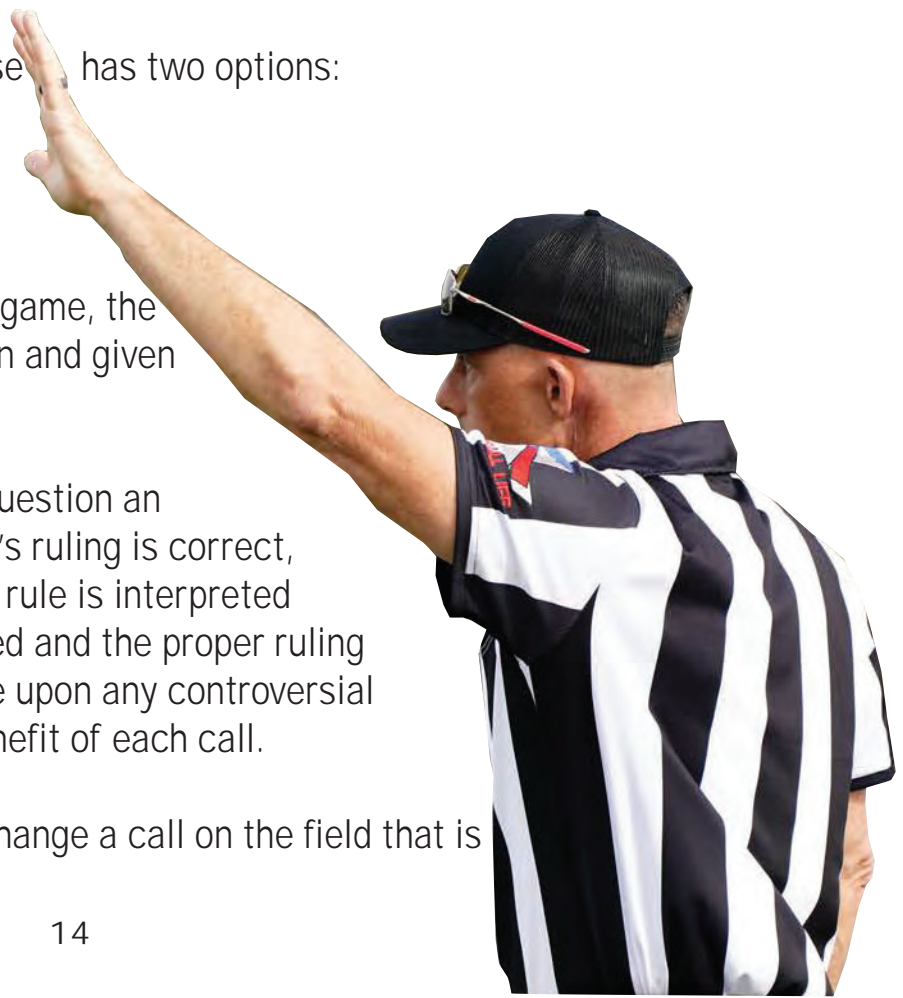 se has two options:
game, the
n and given
uestion an
's ruling is correct,
rule is interpreted
ed and the proper ruling
e upon any controversial
nefit of each call.
hange a call on the field that is
14